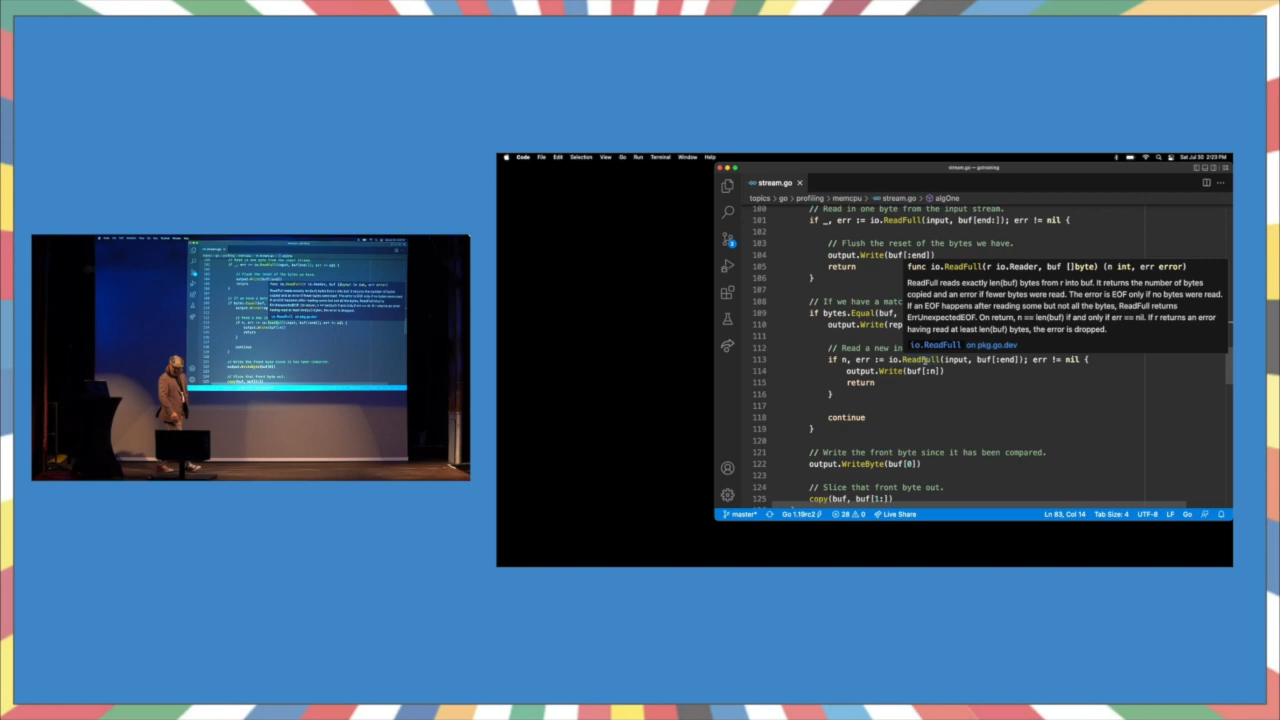 Code File Edit Selection View Go Run Terminal Window Help
Sat Jul 30 2:23 PM
stream.go — gotraining
stream.go
topics > go > profiling > memcpu > stream.go > algOne
100 // Read in one byte from the input stream.
101 if _, err := io.ReadFull(input, buf[end:]); err != nil {
102
103 // Flush the reset of the bytes we have.
104 output.Write(buf[:end])
105 return
106 }
107
108 // If we have a matc
109 if bytes.Equal(buf,
110 output.Write(rep
111
112 // Read a new in
113 if n, err := io.ReadFull(input, buf[:end]); err != nil {
114 output.Write(buf[:n])
115 return
116 }
117
118 continue
119 }
120
121 // Write the front byte since it has been compared.
122 output.WriteByte(buf[0])
123
124 // Slice that front byte out.
125 copy(buf, buf[1:])
func io.ReadFull(r io.Reader, buf []byte) (n int, err error)
ReadFull reads exactly len(buf) bytes from r into buf. It returns the number of bytes
copied and an error if fewer bytes were read. The error is EOF only if no bytes were read.
If an EOF happens after reading some but not all the bytes, ReadFull returns
ErrUnexpectedEOF. On return, n == len(buf) if and only if err == nil. If r returns an error
having read at least len(buf) bytes, the error is dropped.
io.ReadFull on pkg.go.dev
master* Go 1.19rc2 28 0 Live Share
Ln 83, Col 14 Tab Size: 4 UTF-8 LF Go